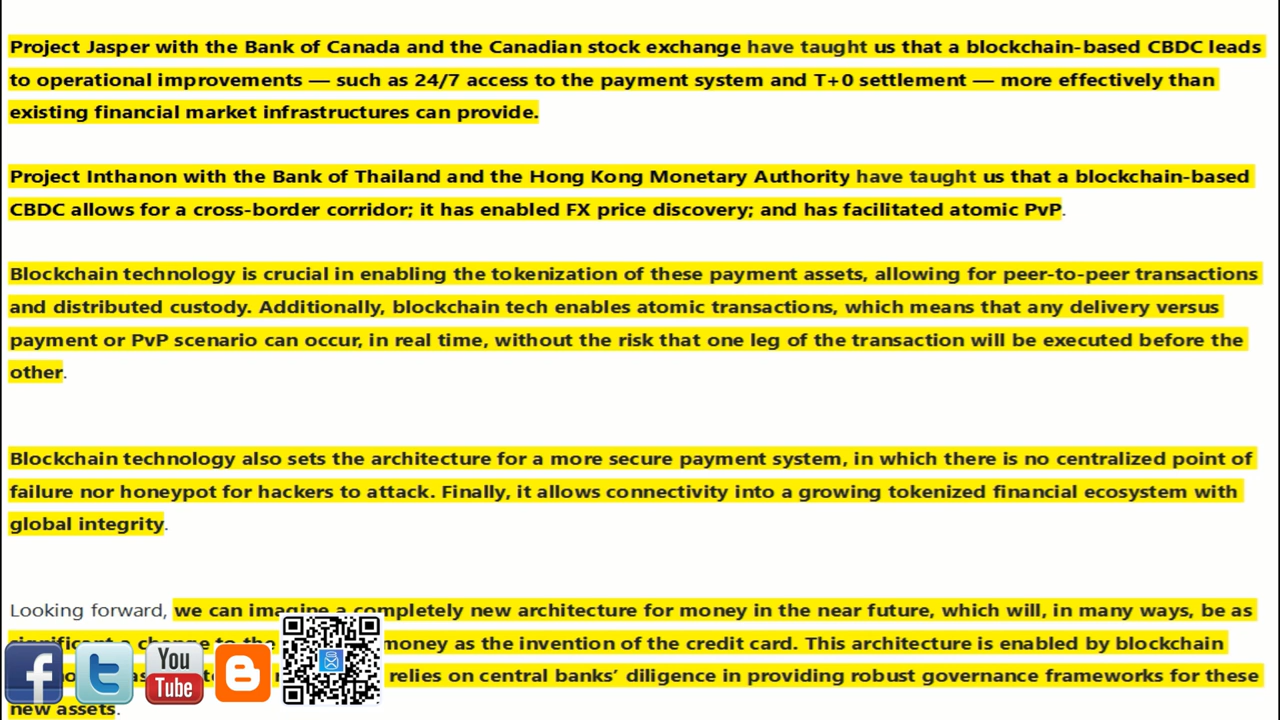 Project Jasper with the Bank of Canada and the Canadian stock exchange have taught us that a blockchain-based CBDC leads
to operational improvements — such as 24/7 access to the payment system and T+0 settlement — more effectively than
existing financial market infrastructures can provide.
Project Inthanon with the Bank of Thailand and the Hong Kong Monetary Authority have taught us that a blockchain-based
CBDC allows for a cross-border corridor; it has enabled FX price discovery; and has facilitated atomic PvP.
Blockchain technology is crucial in enabling the tokenization of these payment assets, allowing for peer-to-peer transactions
and distributed custody. Additionally, blockchain tech enables atomic transactions, which means that any delivery versus
payment or PvP scenario can occur, in real time, without the risk that one leg of the transaction will be executed before the
other.
Blockchain technology also sets the architecture for a more secure payment system, in which there is no centralized point of
failure nor honeypot for hackers to attack. Finally, it allows connectivity into a growing tokenized financial ecosystem with
global integrity.
Looking forward, we can imagine a completely new architecture for money in the near future, which will, in many ways, be as
significant a change to the money as the invention of the credit card. This architecture is enabled by blockchain
relies on central banks’ diligence in providing robust governance frameworks for these
new assets.
You
Tube